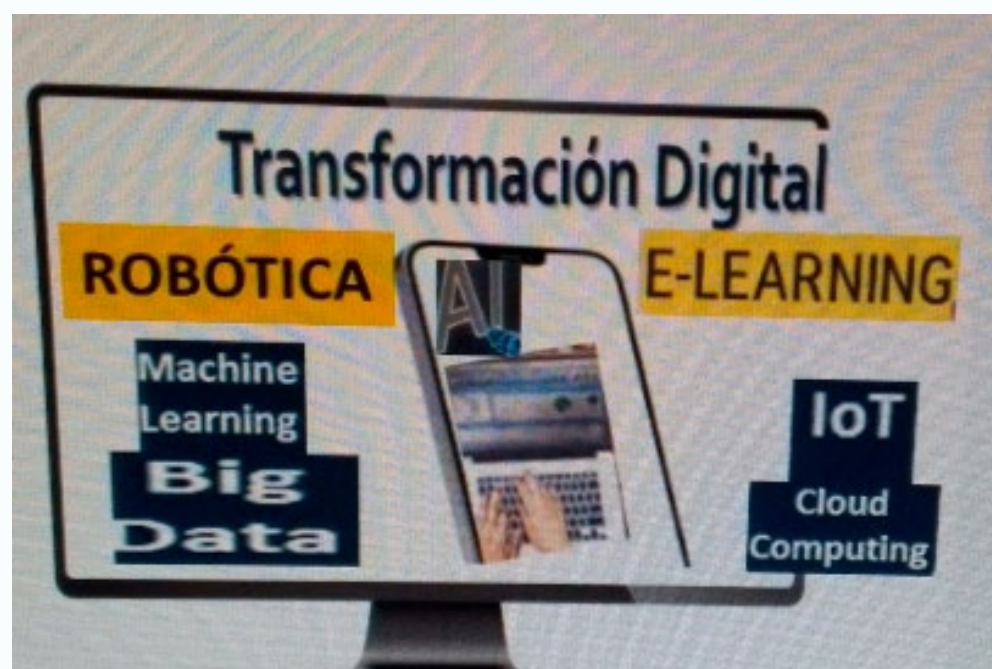 Transformación Digital
ROBÓTICA
AI
E-LEARNING
Machine
Learning
Big
Data
IoT
Cloud
Computing